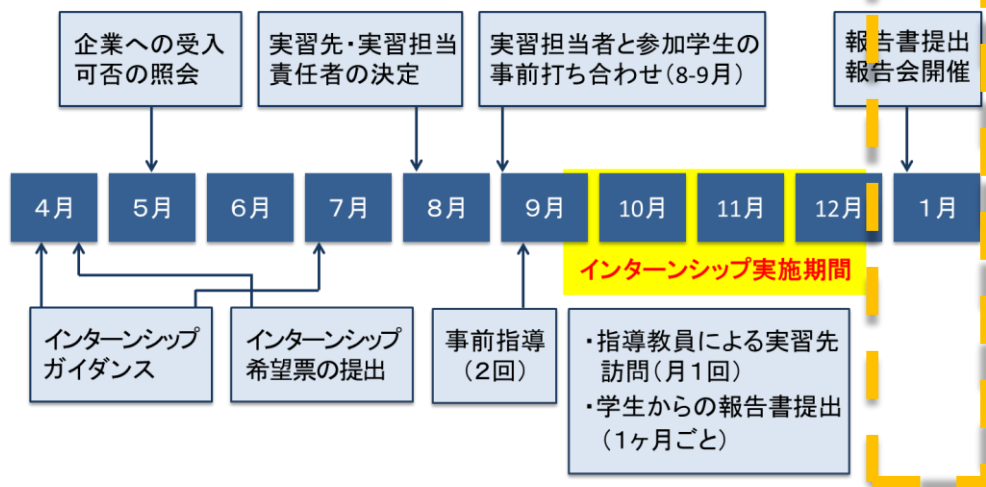 企業への受入
可否の照会
実習先・実習担当
責任者の決定
実習担当者と参加学生の
事前打ち合わせ(8-9月)
報告書提出
報告会開催
4月
5月
6月
7月
8月
9月
10月
11月
12月
1月
インターンシップ実施期間
インターンシップ
ガイダンス
インターンシップ
希望票の提出
事前指導
(2回)
・指導教員による実習先
訪問(月1回)
・学生からの報告書提出
(1ヶ月ごと)